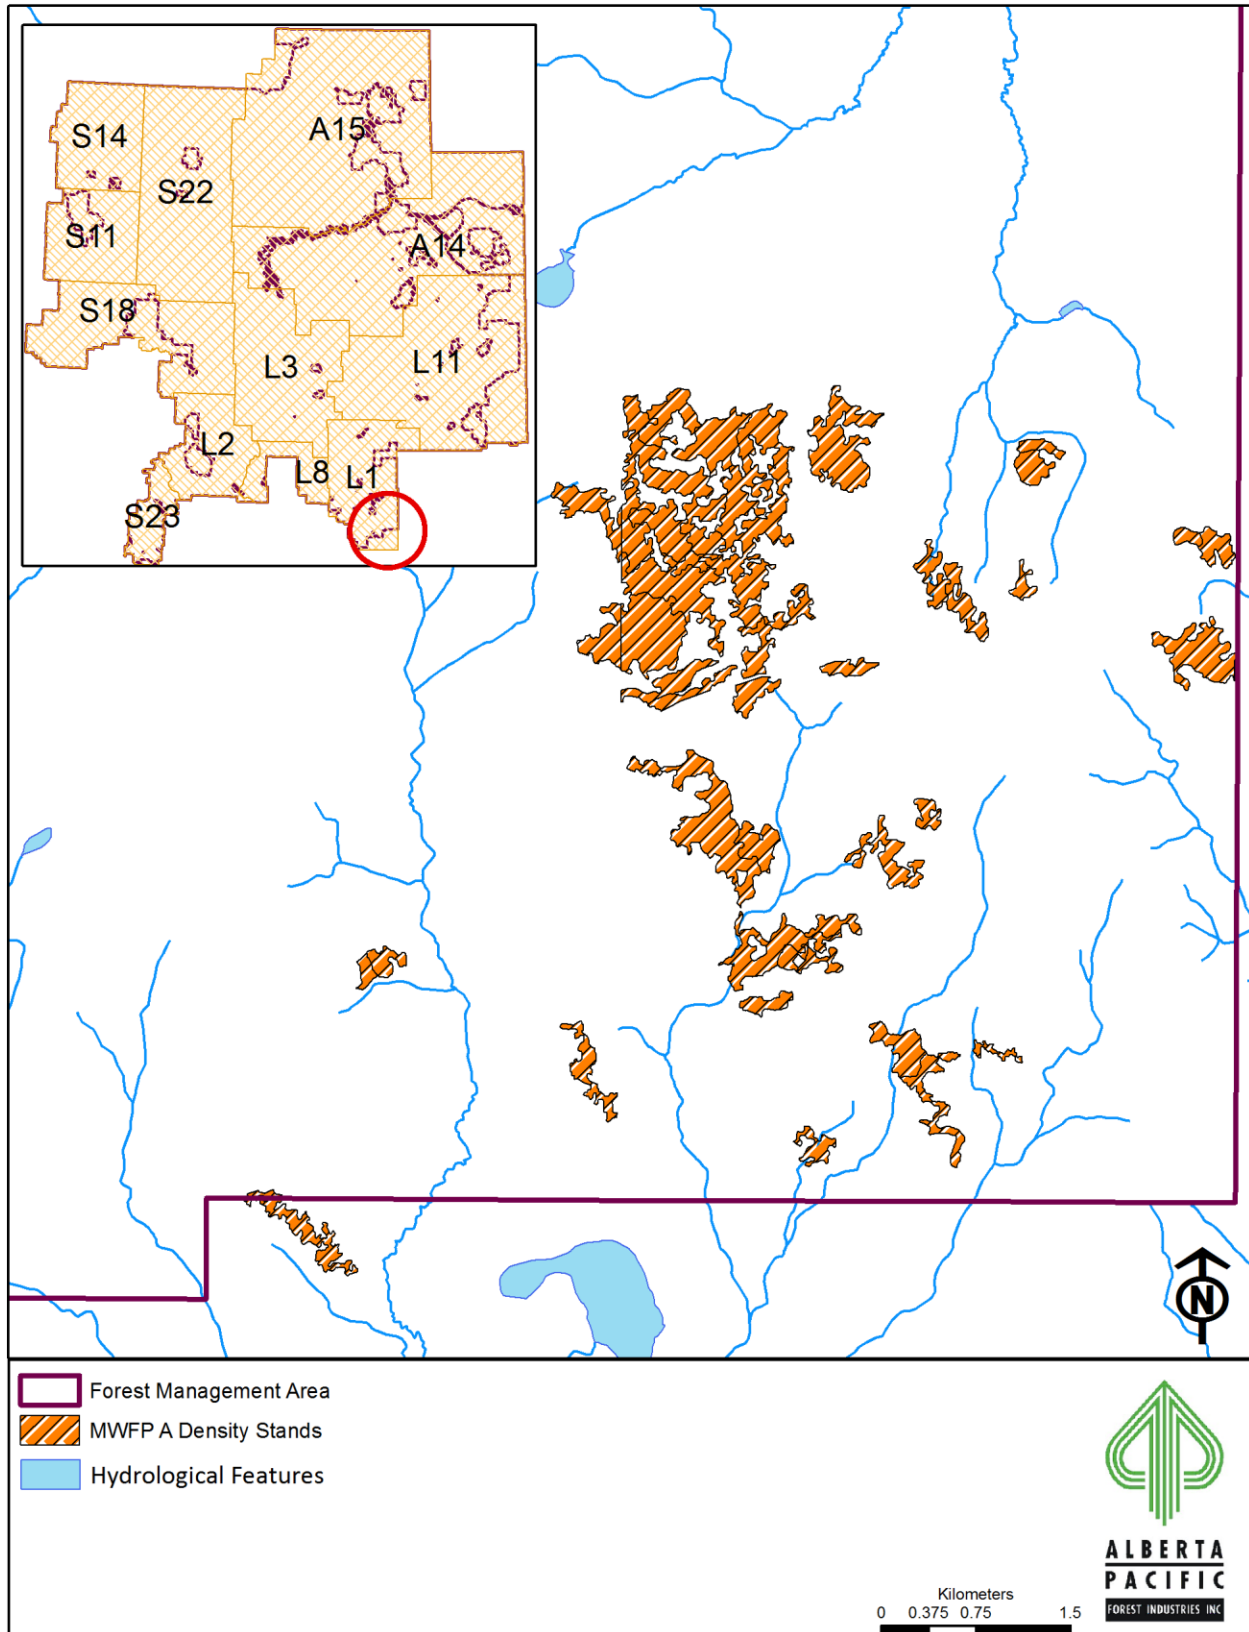 S14
A15
S22
S11
A14
S18
L3
L11
L2
L8
L1
S23
N
Forest Management Area
MWFP A Density Stands
Hydrological Features
ALBERTA
PACIFIC
FOREST INDUSTRIES INC
Kilometers
0 0.375 0.75 1.5